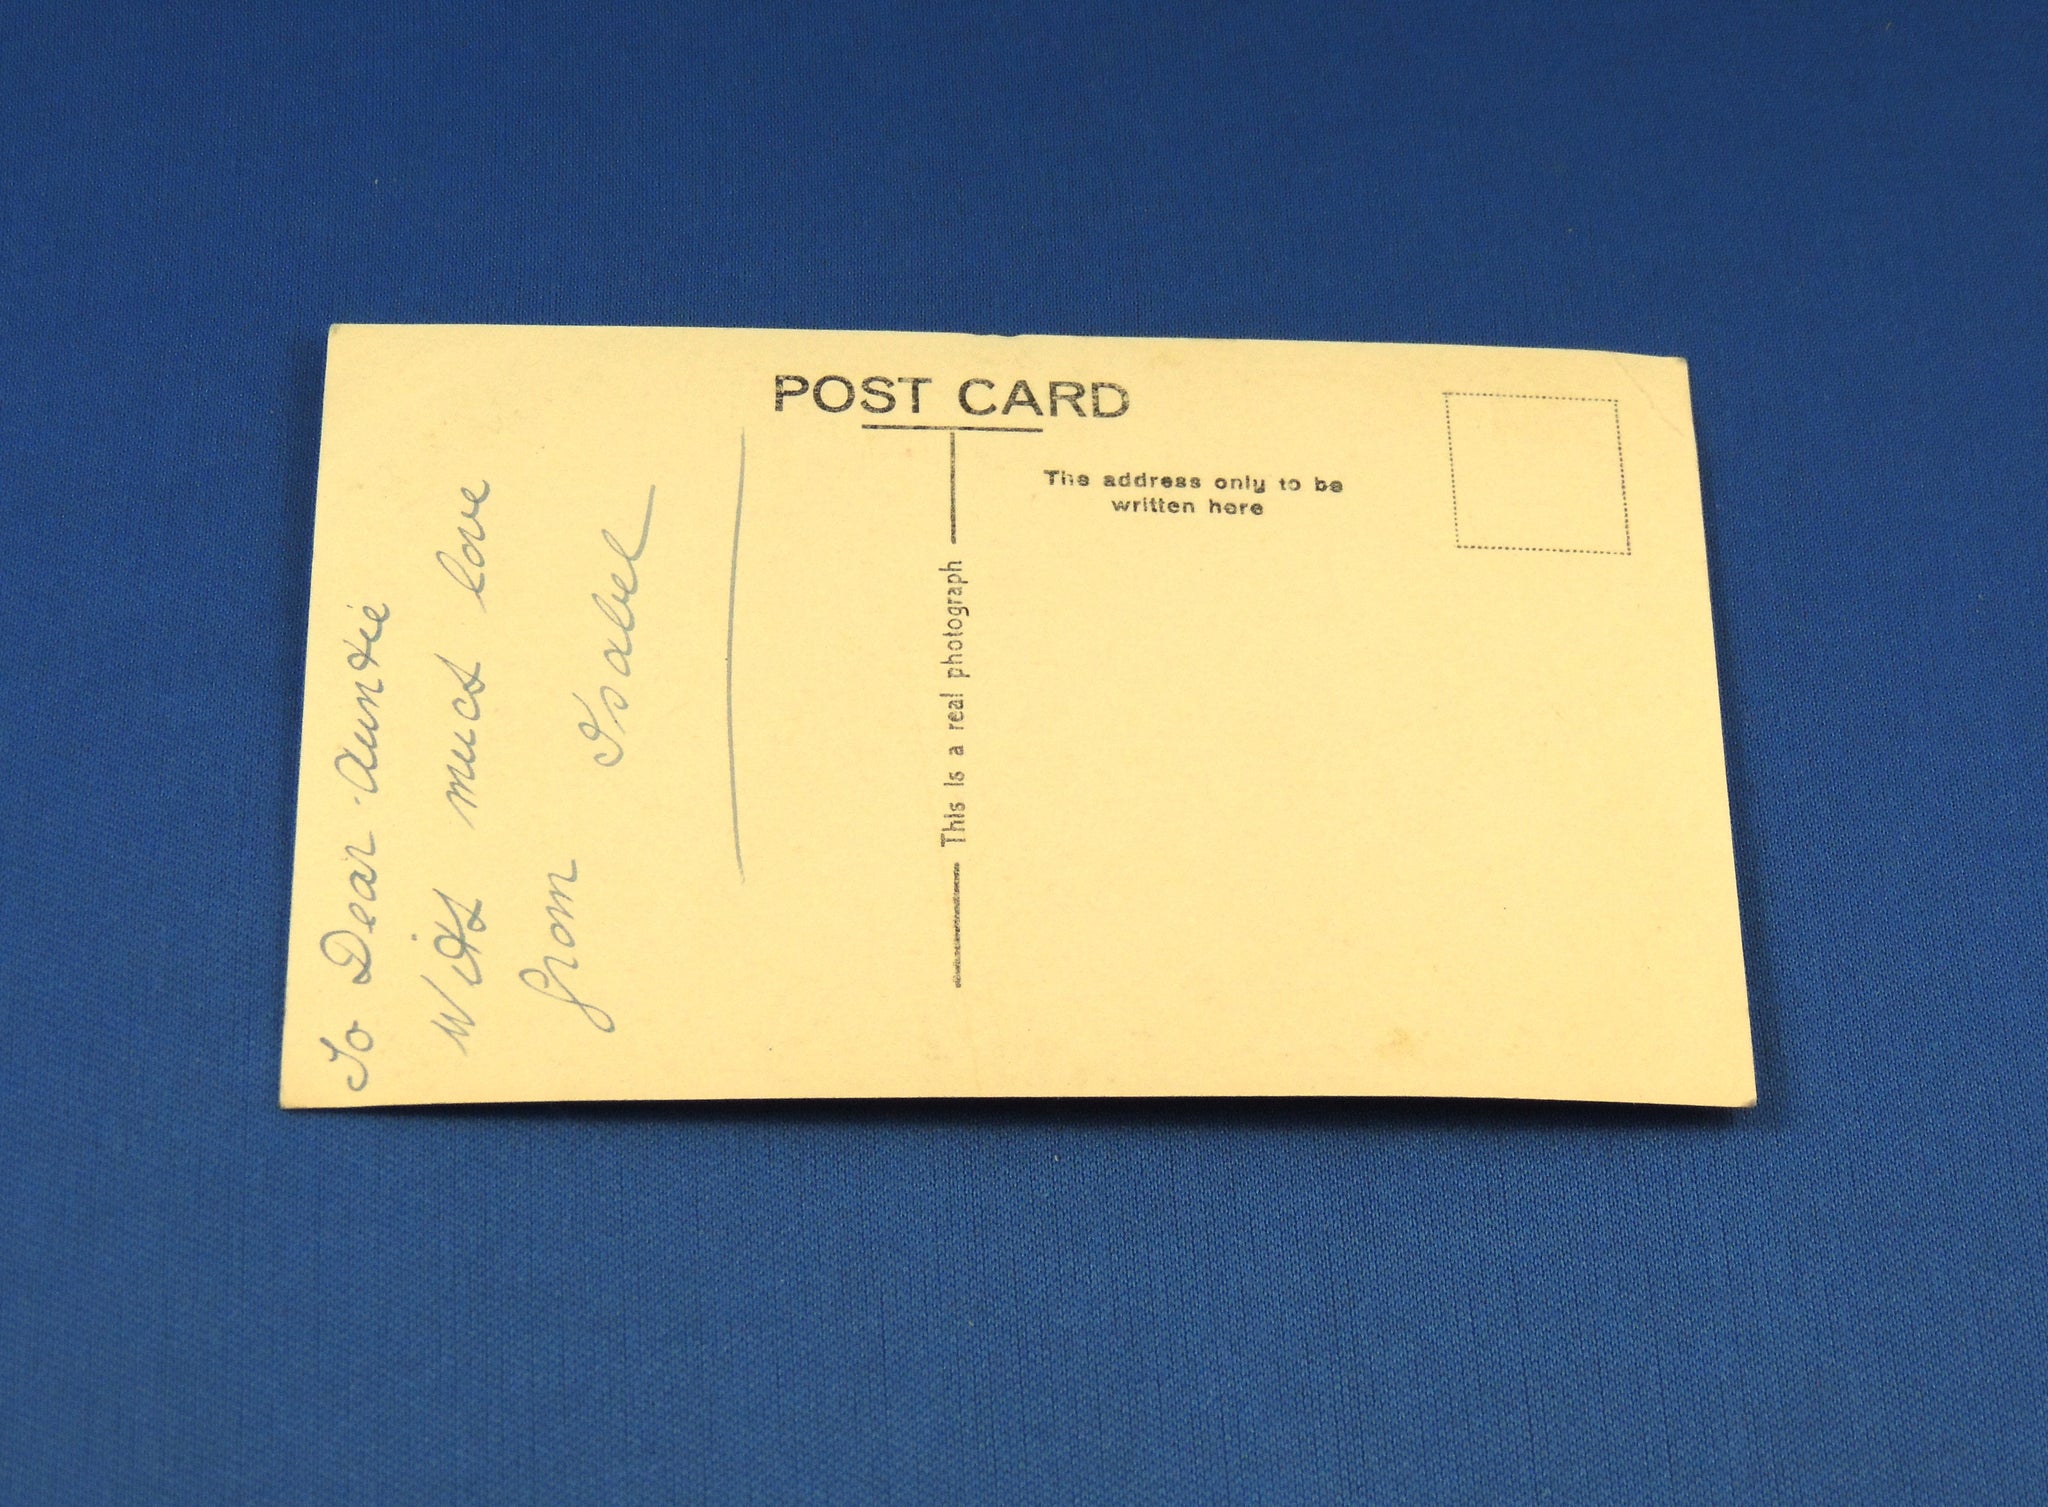 POST CARD
The address only to be
written here
This is a real photograph
To Dear Auntie
With much love
from Isabel